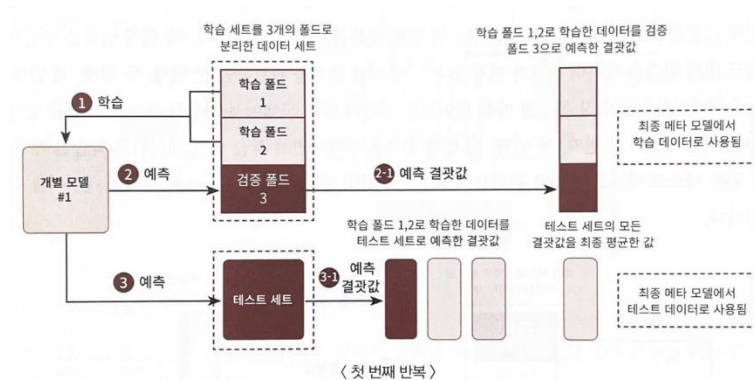 학습 세트를 3개의 폴드로
분리한 데이터 세트
학습 폴드 1,2로 학습한 데이터를 검증
폴드 3으로 예측한 결괏값
1 학습
학습 폴드
1
학습 폴드
2
검증 폴드
3
최종 메타 모델에서
학습 데이터로 사용됨
개별 모델
#1
2 예측
2-1 예측 결괏값
학습 폴드 1,2로 학습한 데이터를
테스트 세트로 예측한 결괏값
테스트 세트의 모든
결괏값을 최종 평균한 값
3 예측
테스트 세트
3-1 예측
결괏값
최종 메타 모델에서
테스트 데이터로 사용됨
〈 첫 번째 반복 〉